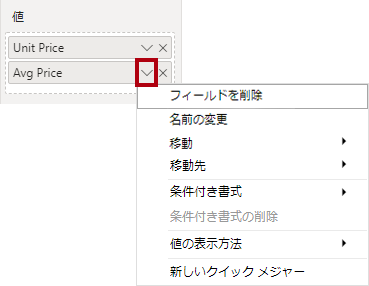 値
Unit Price
Avg Price
フィールドを削除
名前の変更
移動
移動先
条件付き書式
条件付き書式の削除
値の表示方法
新しいクイック メジャー